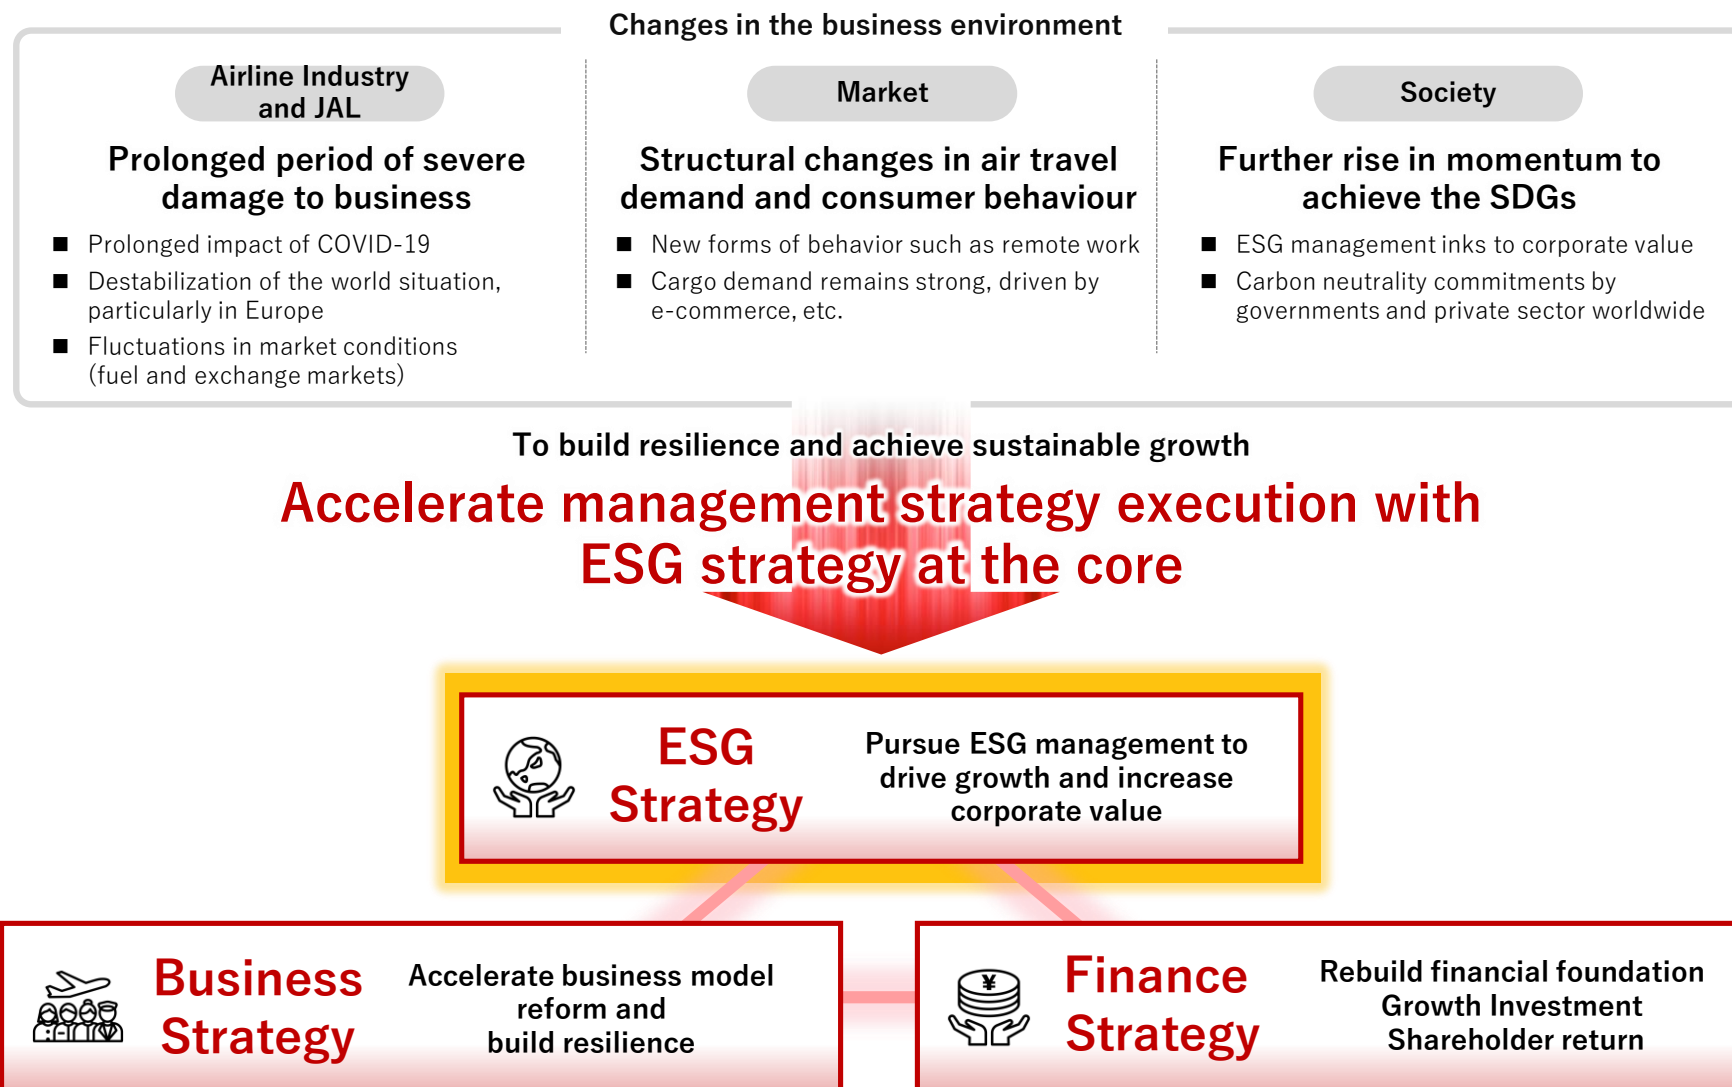 Changes in the business environment
Airline Industry
and JAL
Prolonged period of severe
damage to business
■ Prolonged impact of COVID-19
■ Destabilization of the world situation,
particularly in Europe
■ Fluctuations in market conditions
(fuel and exchange markets)
Market
Structural changes in air travel
demand and consumer behaviour
■ New forms of behavior such as remote work
■ Cargo demand remains strong, driven by
e-commerce, etc.
Society
Further rise in momentum to
achieve the SDGs
■ ESG management inks to corporate value
■ Carbon neutrality commitments by
governments and private sector worldwide
To build resilience and achieve sustainable growth
Accelerate management strategy execution with
ESG strategy at the core
ESG
Strategy
Pursue ESG management to
drive growth and increase
corporate value
Business
Strategy
Accelerate business model
reform and
build resilience
¥
Finance
Strategy
Rebuild financial foundation
Growth Investment
Shareholder return